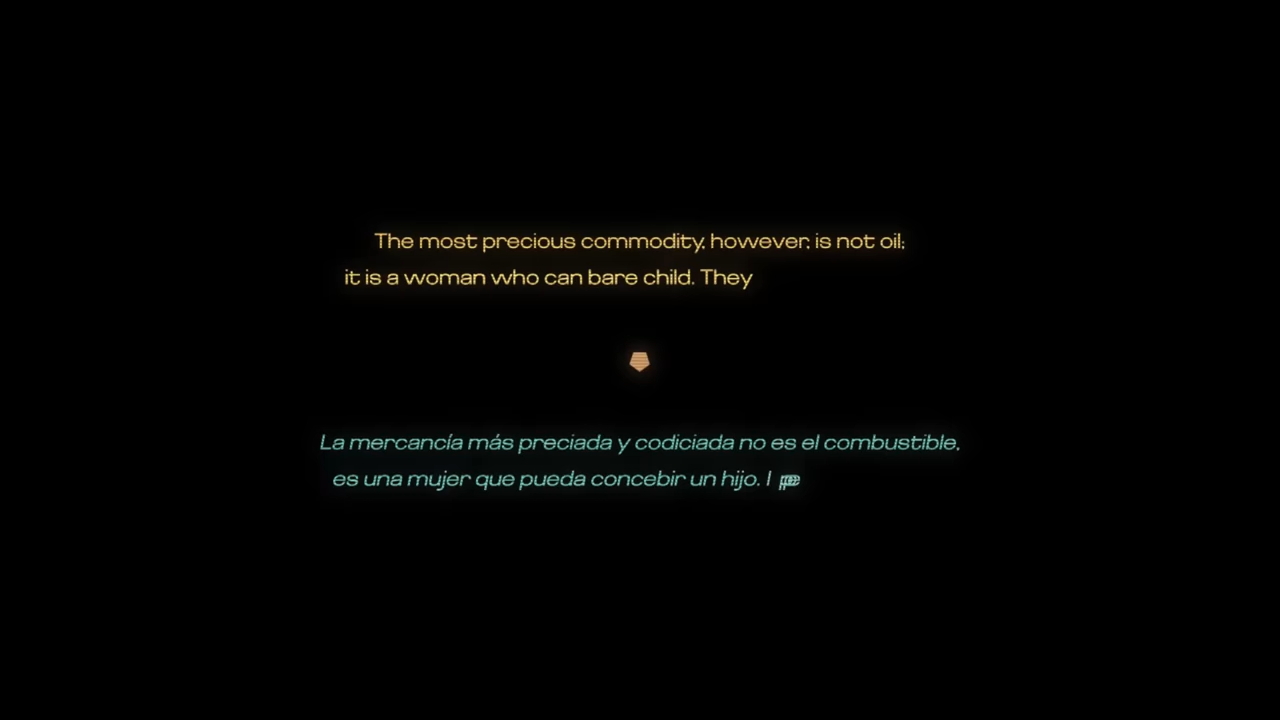 The most precious commodity, however, is not oil;
it is a woman who can bare child. They
La mercancía más preciada y codiciada no es el combustible,
es una mujer que pueda concebir un hijo.